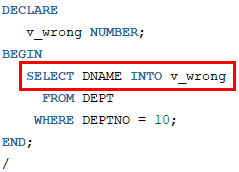 DECLARE
v_wrong NUMBER;
BEGIN
SELECT DNAME INTO v_wrong
FROM DEPT
WHERE DEPTNO = 10;
END;
/